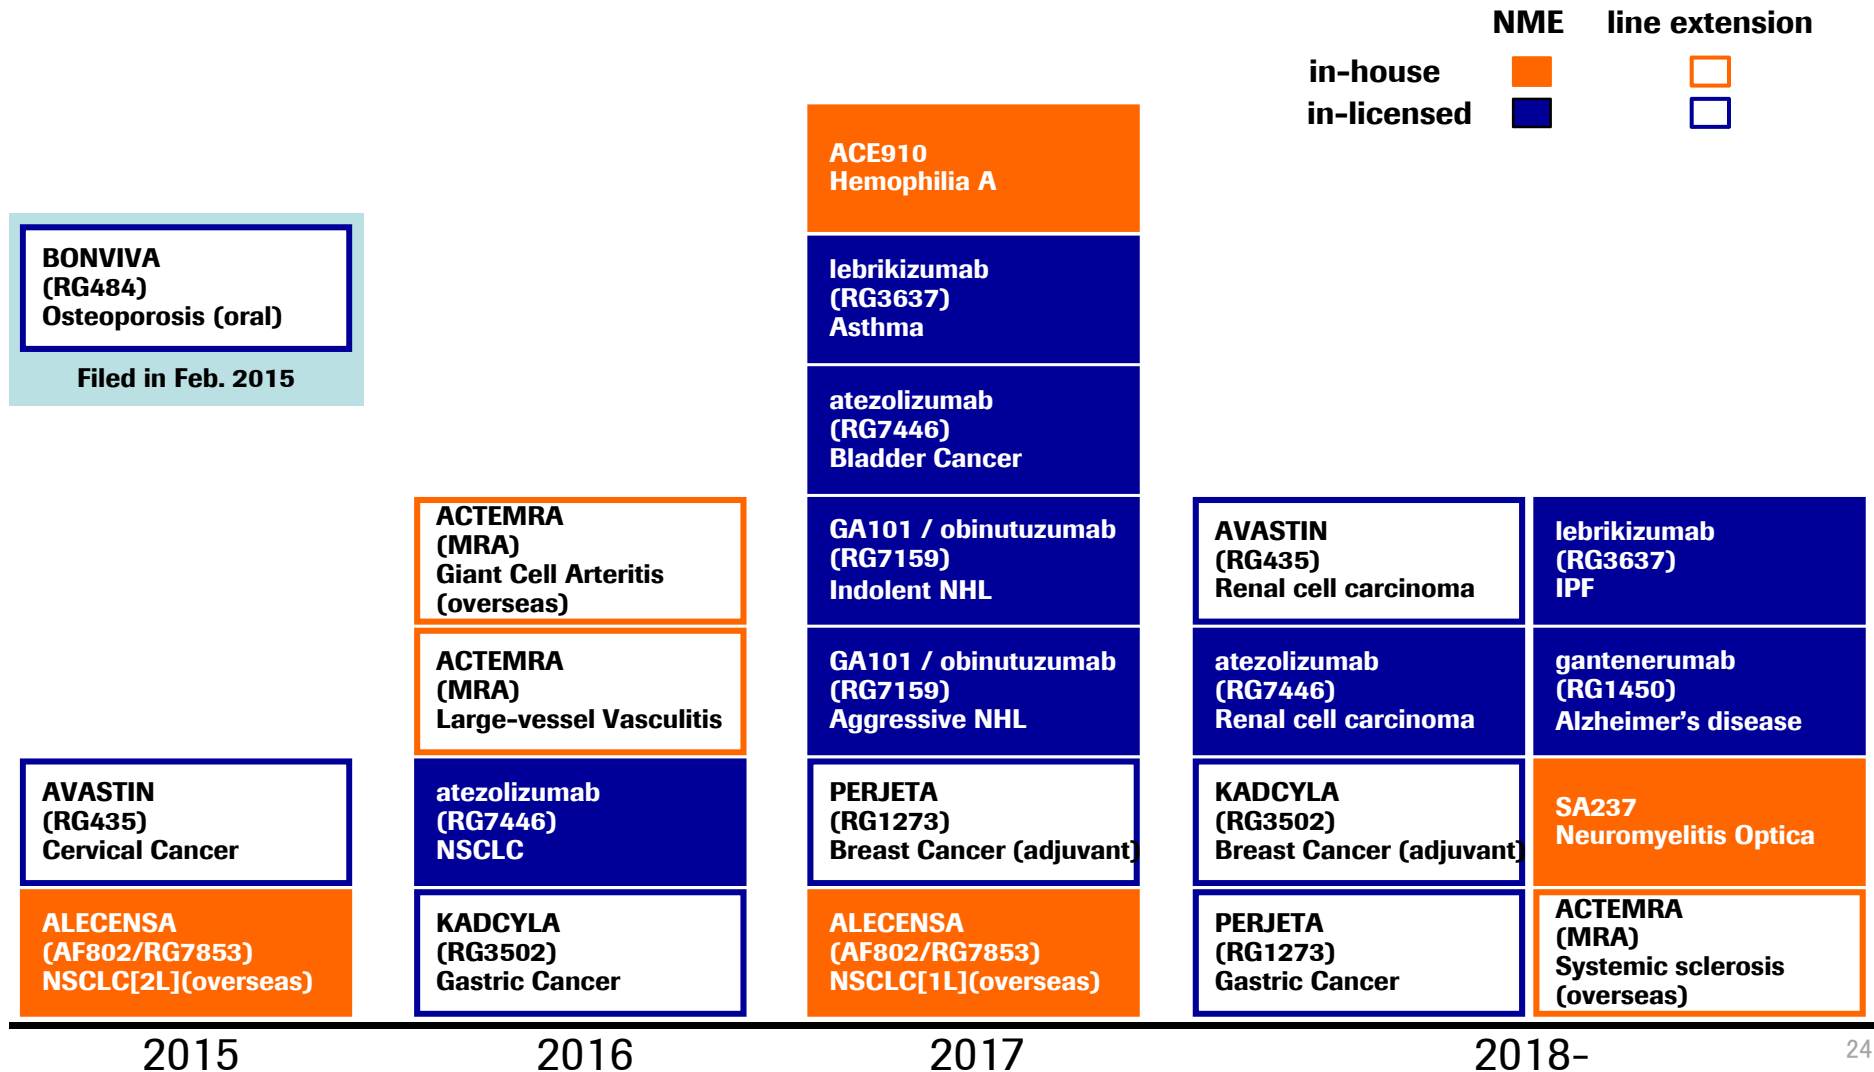 NME line extension
in-house
in-licensed
BONVIVA
(RG484)
Osteoporosis (oral)
Filed in Feb. 2015
AVASTIN
(RG435)
Cervical Cancer
ALECENSA
(AF802/RG7853)
NSCLC[2L](overseas)
ACTEMRA
(MRA)
Giant Cell Arteritis
(overseas)
ACTEMRA
(MRA)
Large-vessel Vasculitis
atezolizumab
(RG7446)
NSCLC
KADCYLA
(RG3502)
Gastric Cancer
ACE910
Hemophilia A
lebrikizumab
(RG3637)
Asthma
atezolizumab
(RG7446)
Bladder Cancer
GA101 / obinutuzumab
(RG7159)
Indolent NHL
GA101 / obinutuzumab
(RG7159)
Aggressive NHL
PERJETA
(RG1273)
Breast Cancer (adjuvant)
ALECENSA
(AF802/RG7853)
NSCLC[1L](overseas)
AVASTIN
(RG435)
Renal cell carcinoma
atezolizumab
(RG7446)
Renal cell carcinoma
KADCYLA
(RG3502)
Breast Cancer (adjuvant)
PERJETA
(RG1273)
Gastric Cancer
lebrikizumab
(RG3637)
IPF
gantenerumab
(RG1450)
Alzheimer's disease
SA237
Neuromyelitis Optica
ACTEMRA
(MRA)
Systemic sclerosis
(overseas)
2015 2016 2017 2018-
24